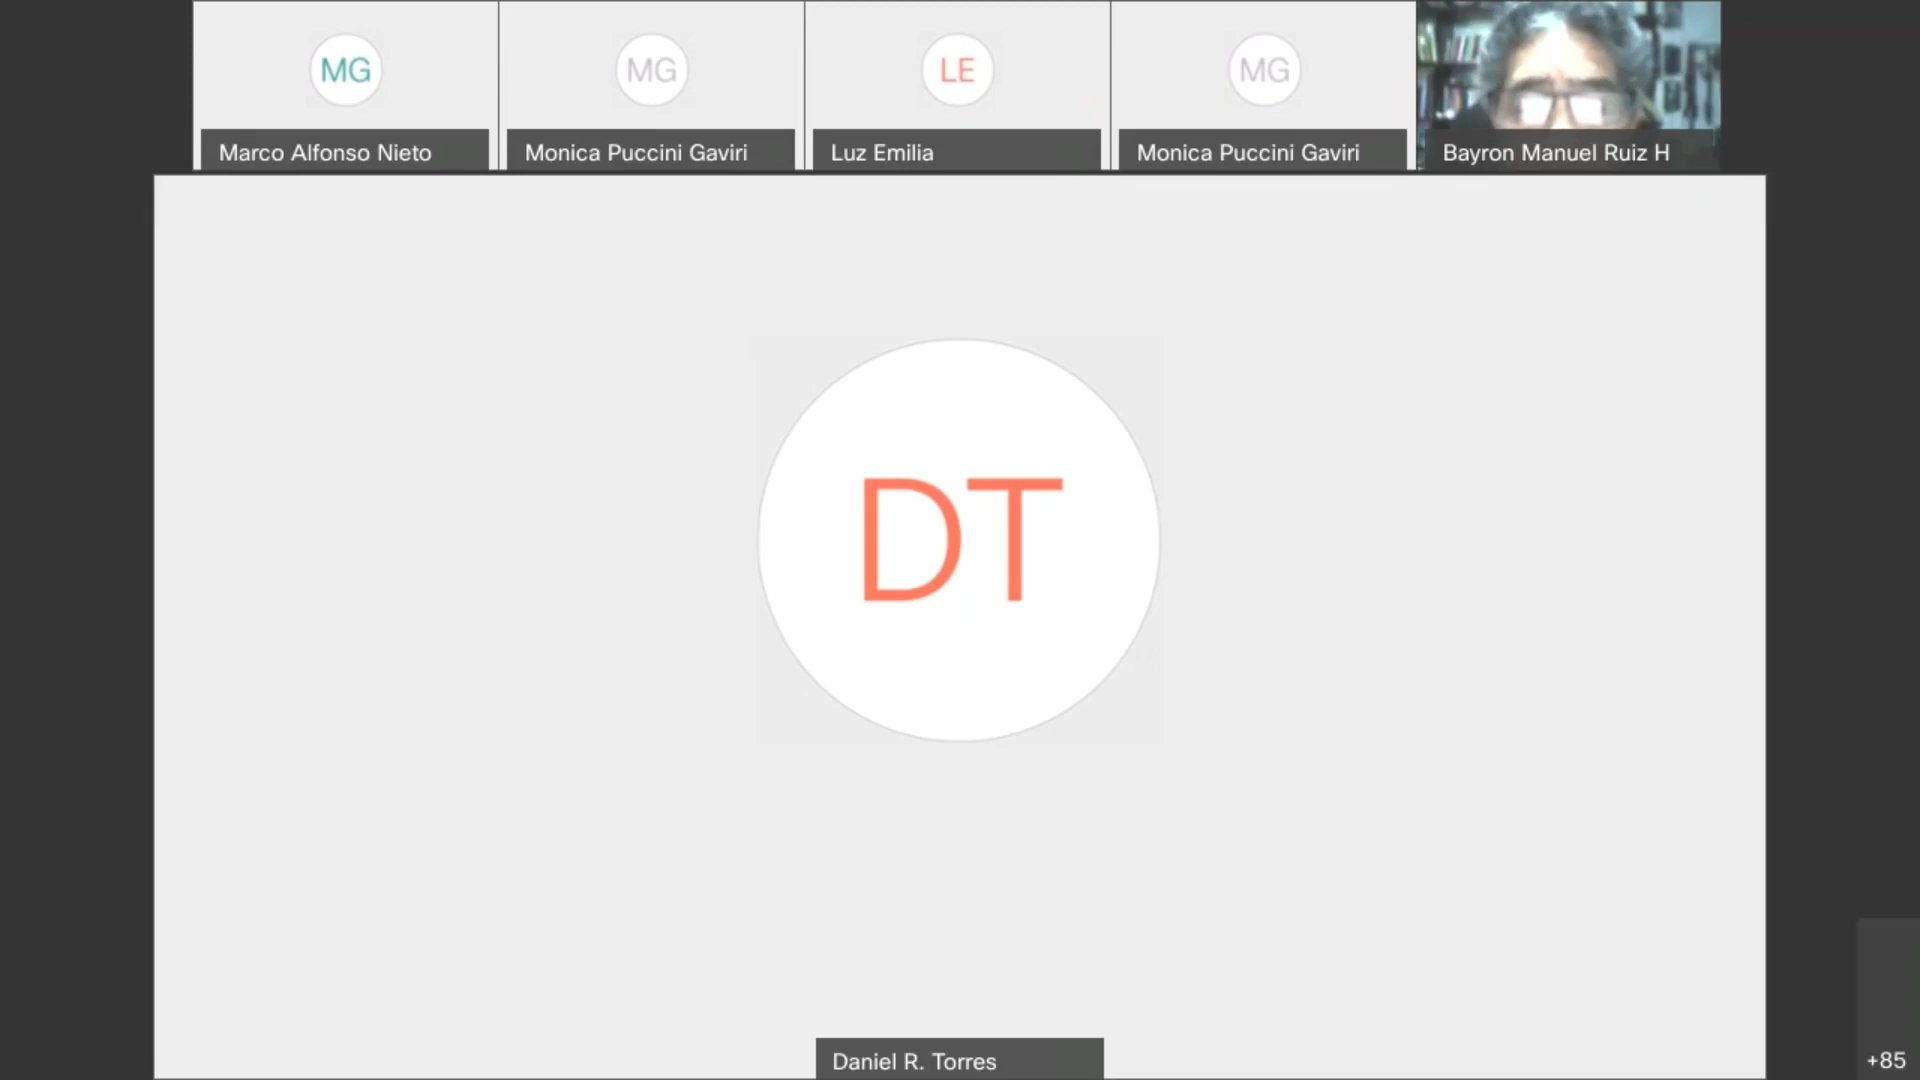 MG
Marco Alfonso Nieto
MG
Monica Puccini Gaviri
LE
Luz Emilia
MG
Monica Puccini Gaviri
Bayron Manuel Ruiz H
DT
Daniel R. Torres
+85